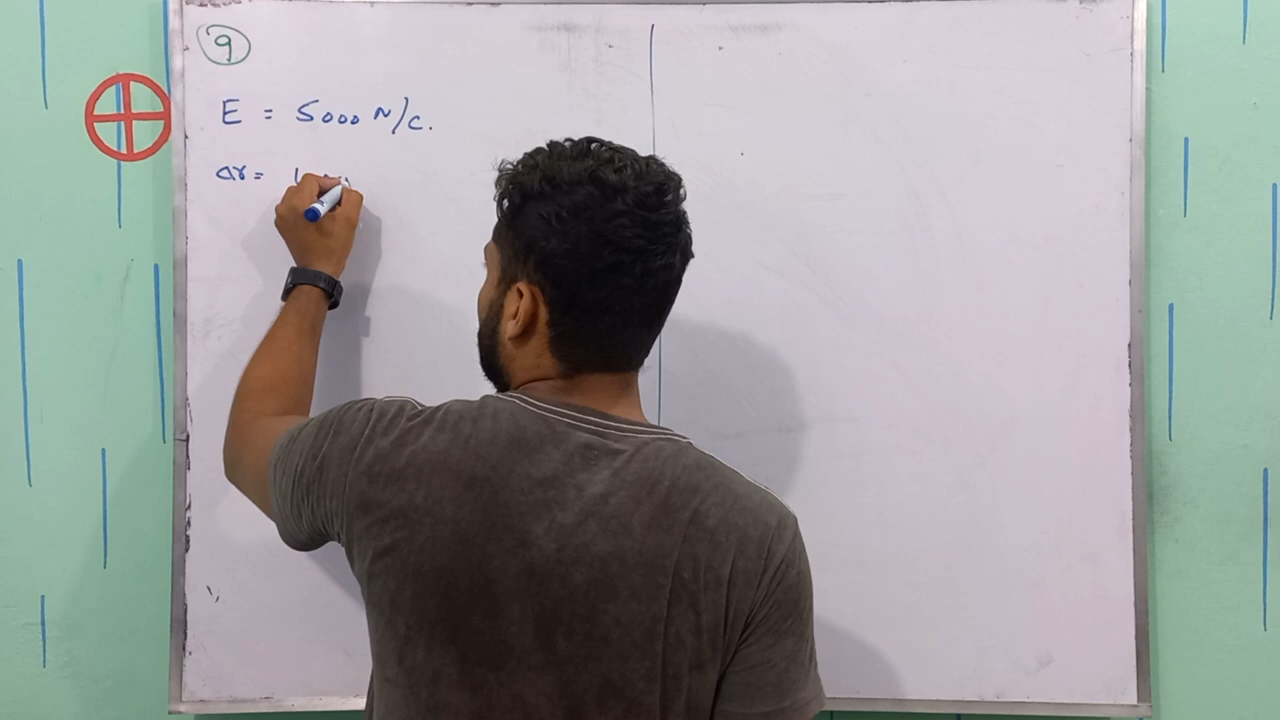 9
E = 5000 N/C.
Δr =